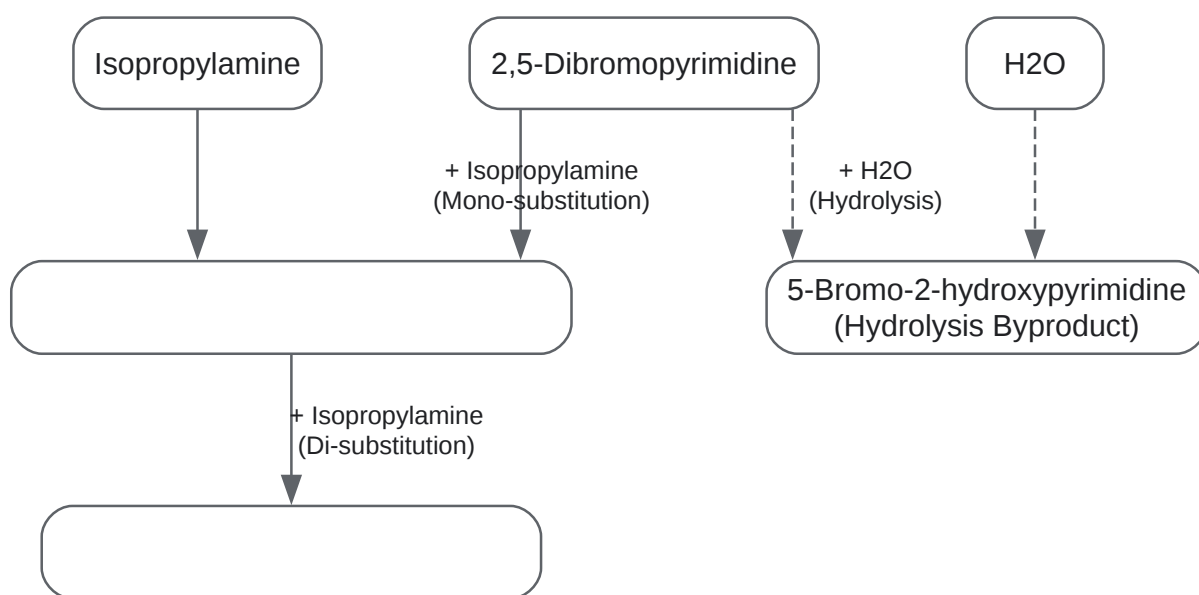 Isopropylamine
2,5-Dibromopyrimidine
H2O
+ Isopropylamine
(Mono-substitution)
+ H2O
(Hydrolysis)
5-Bromo-2-hydroxypyrimidine
(Hydrolysis Byproduct)
+ Isopropylamine
(Di-substitution)